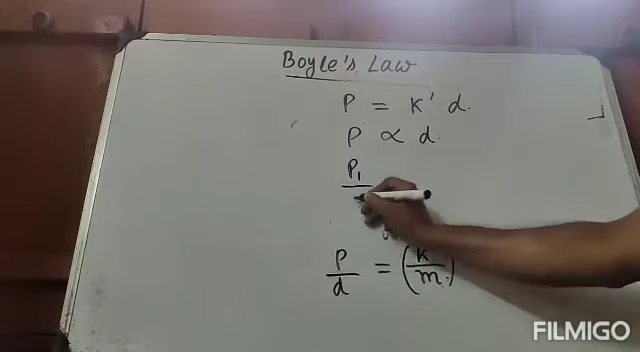 Boyle's Law
P = K' d.
P ∝ d.
P₁
P/d = (K/m)
FILMIGO